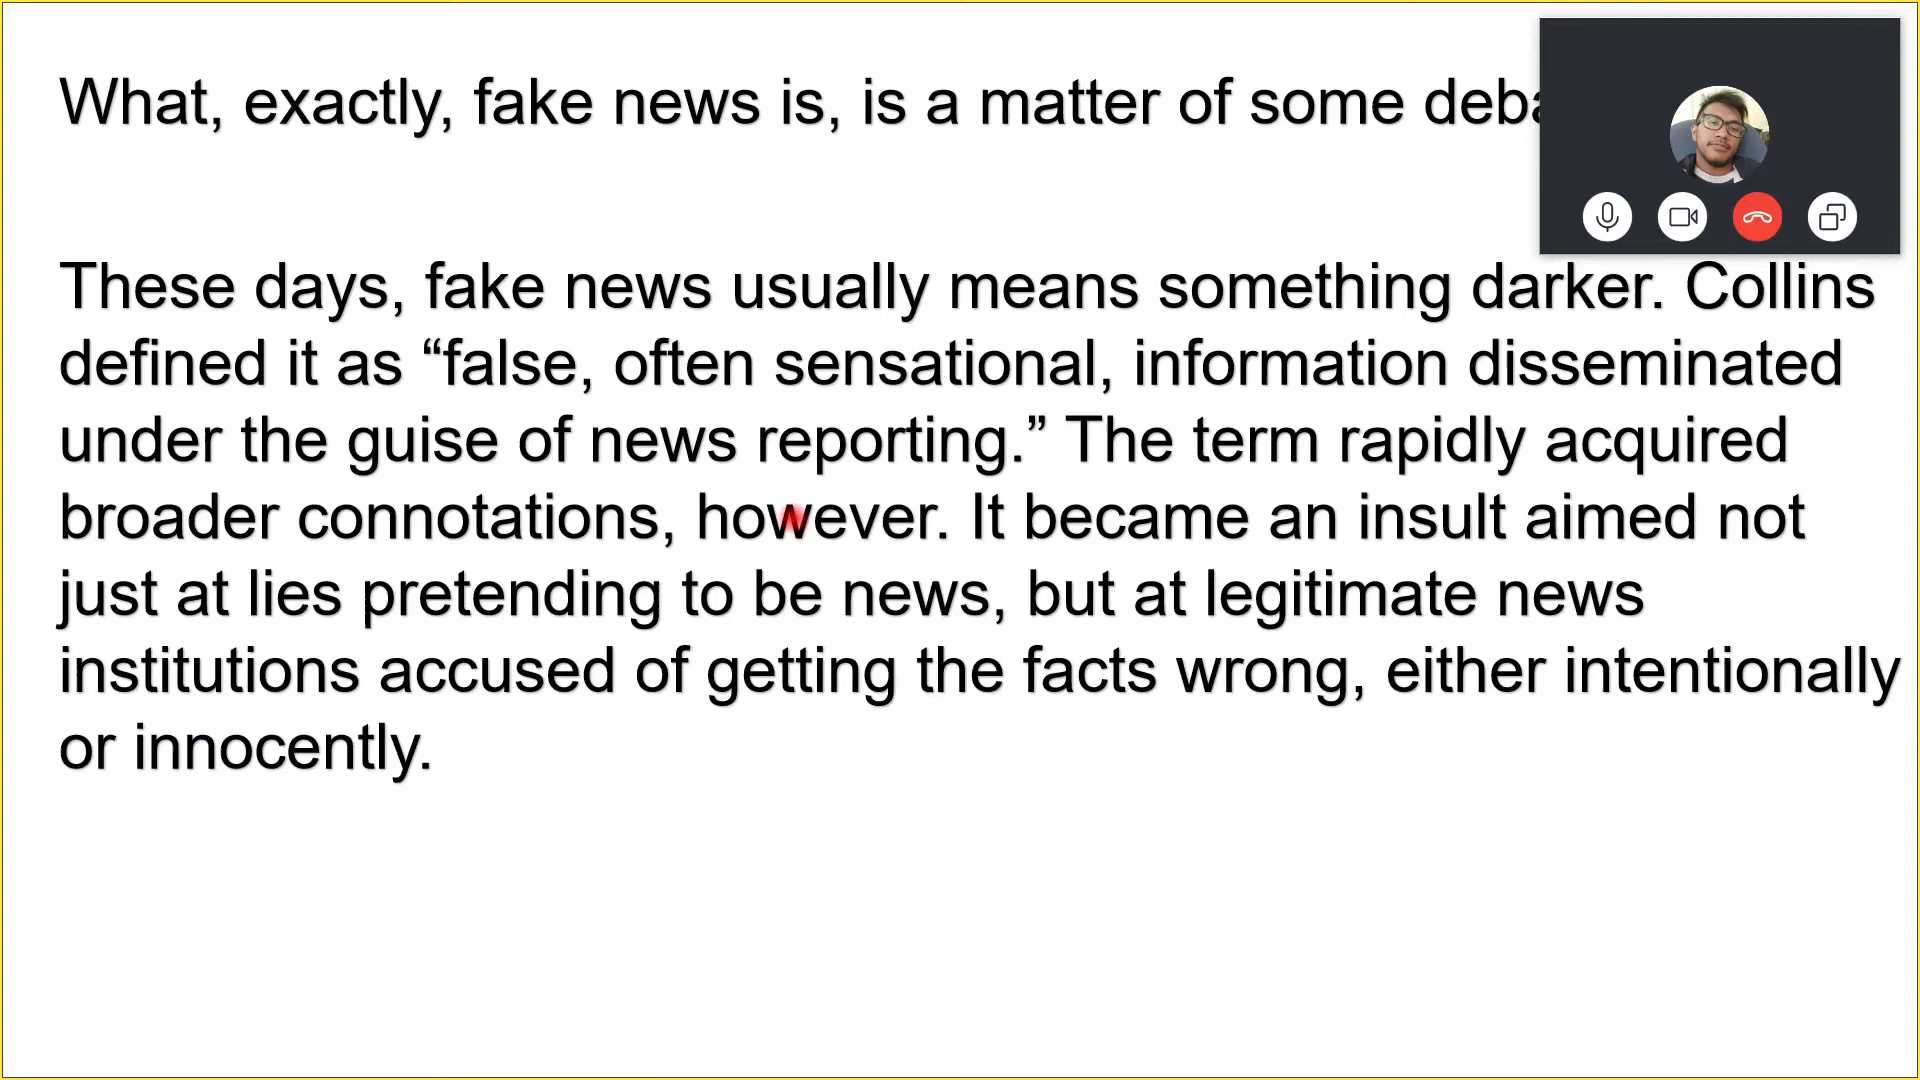 What, exactly, fake news is, is a matter of some deba
These days, fake news usually means something darker. Collins
defined it as “false, often sensational, information disseminated
under the guise of news reporting.” The term rapidly acquired
broader connotations, however. It became an insult aimed not
just at lies pretending to be news, but at legitimate news
institutions accused of getting the facts wrong, either intentionally
or innocently.